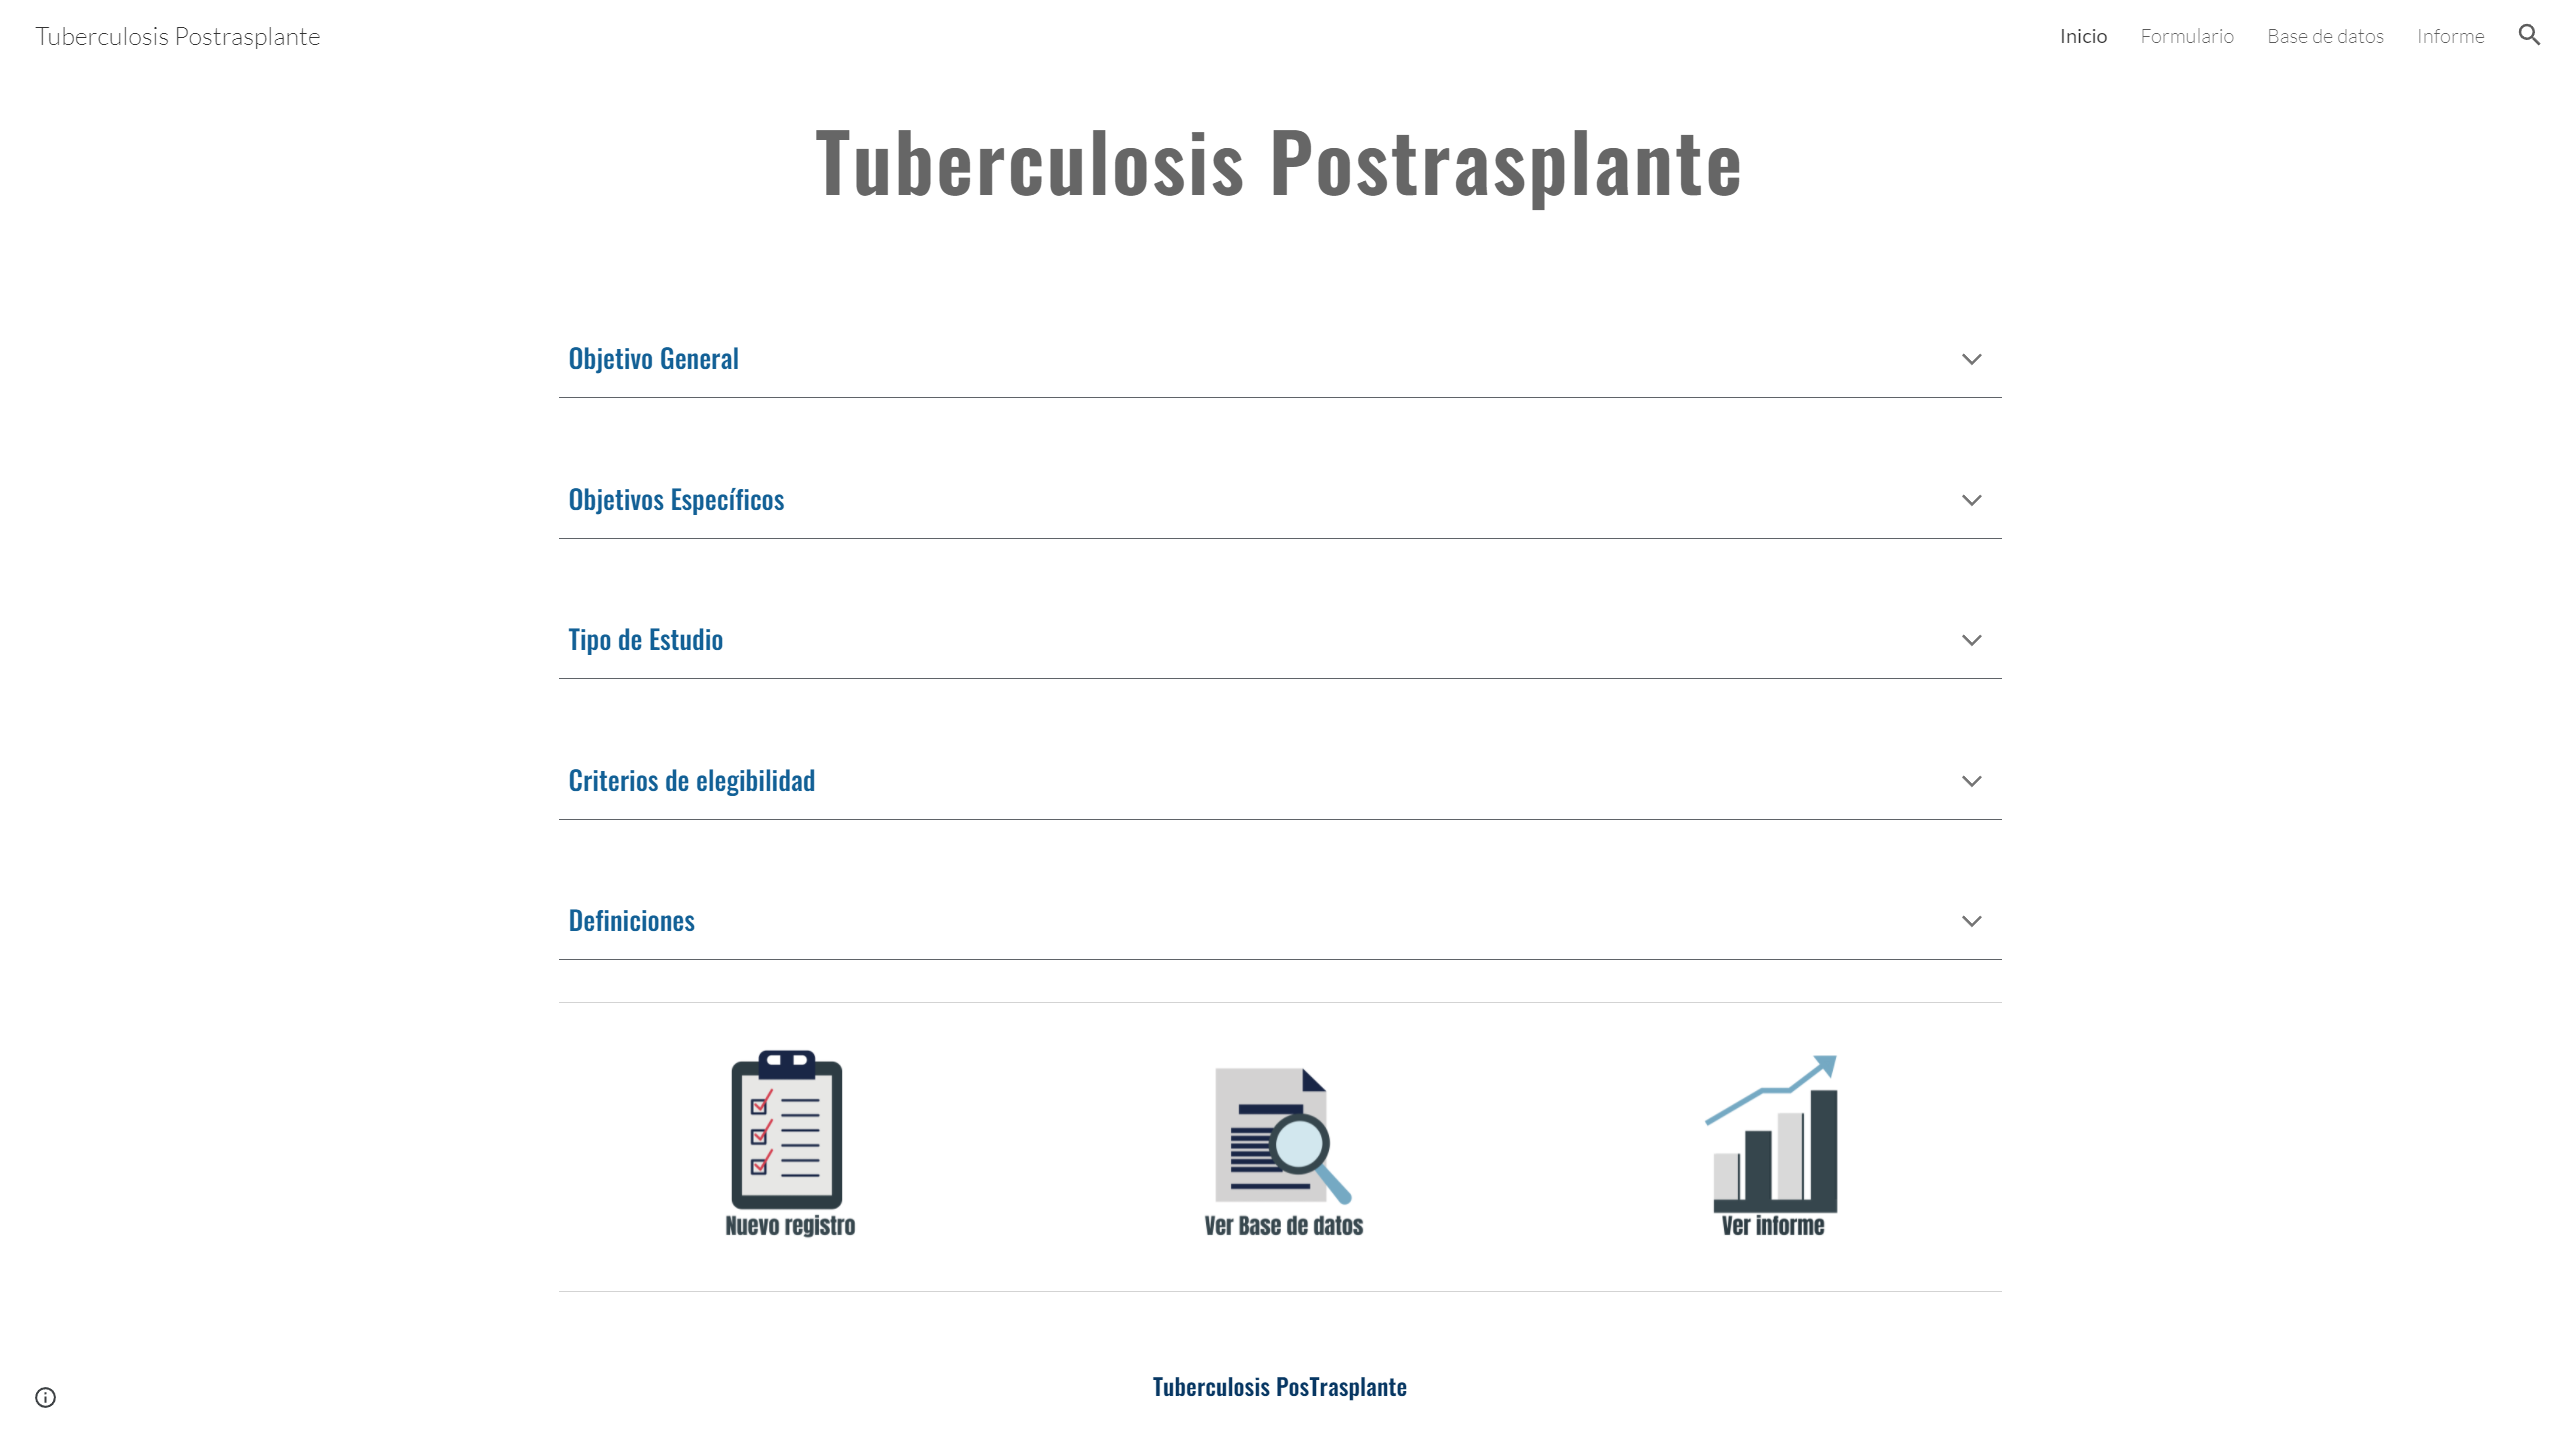 Tuberculosis Postrasplante
Inicio Formulario Base de datos Informe
Tuberculosis Postrasplante
Objetivo General
Objetivos Específicos
Tipo de Estudio
Criterios de elegibilidad
Definiciones
Nuevo registro Ver Base de datos Ver informe
Tuberculosis PosTrasplante